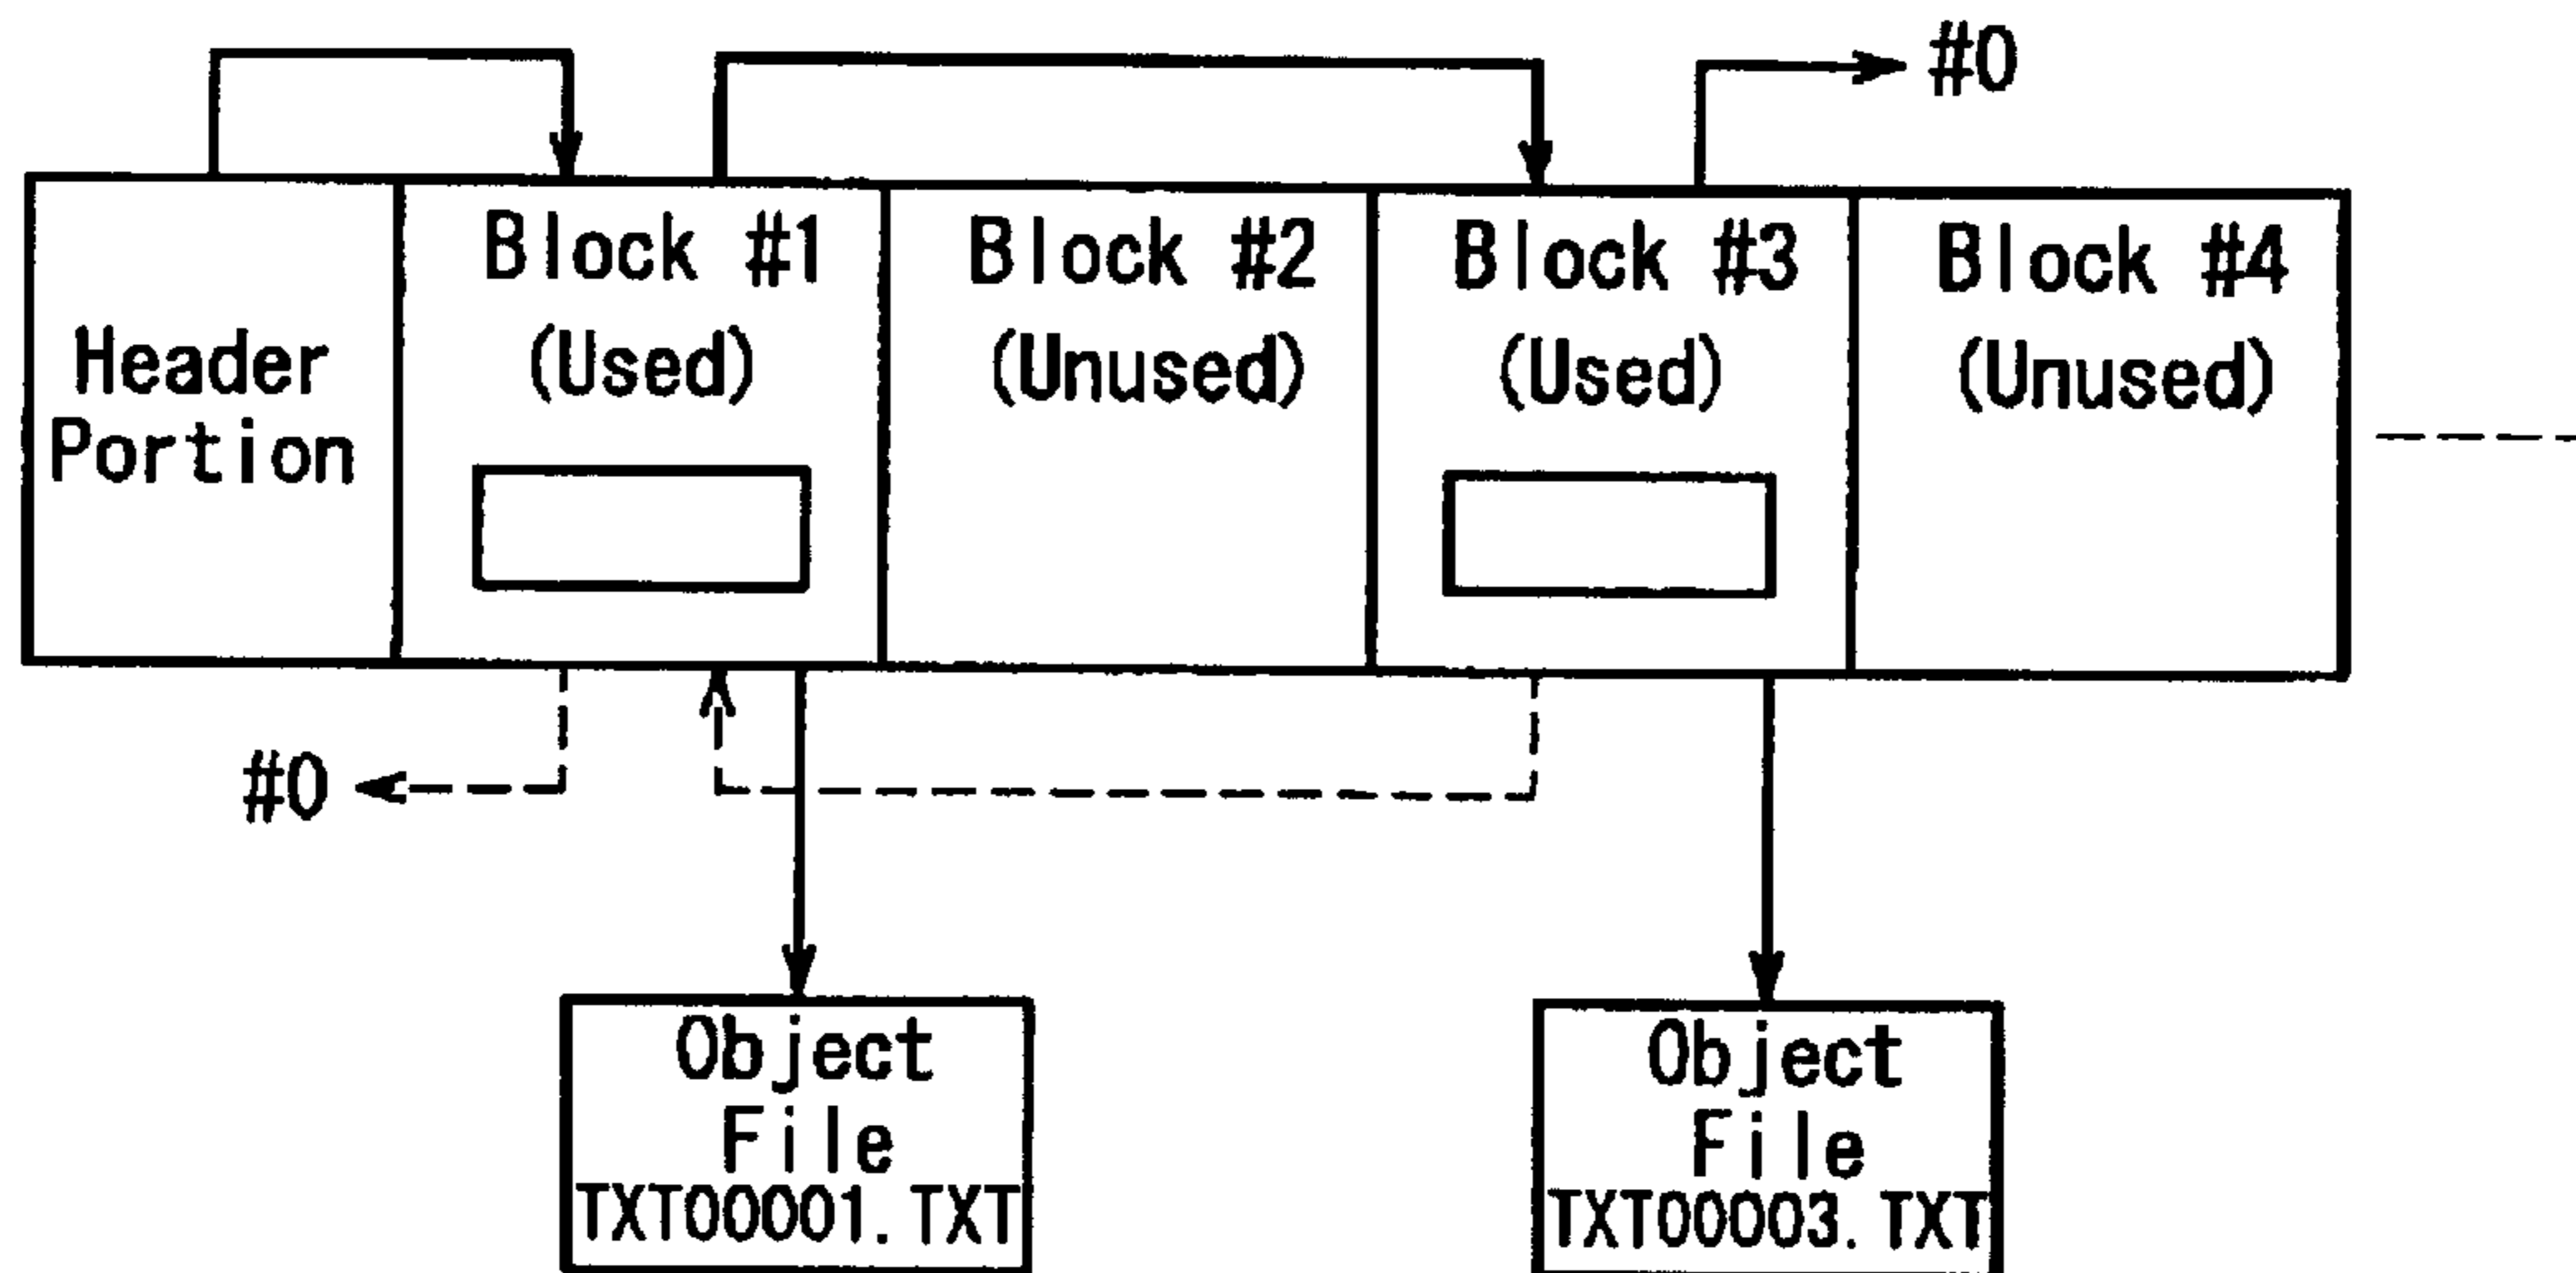 #0
Header
Portion
Block #1
(Used)
Block #2
(Unused)
Block #3
(Used)
Block #4
(Unused)
#0
Object
File
TXT00001.TXT
Object
File
TXT00003.TXT